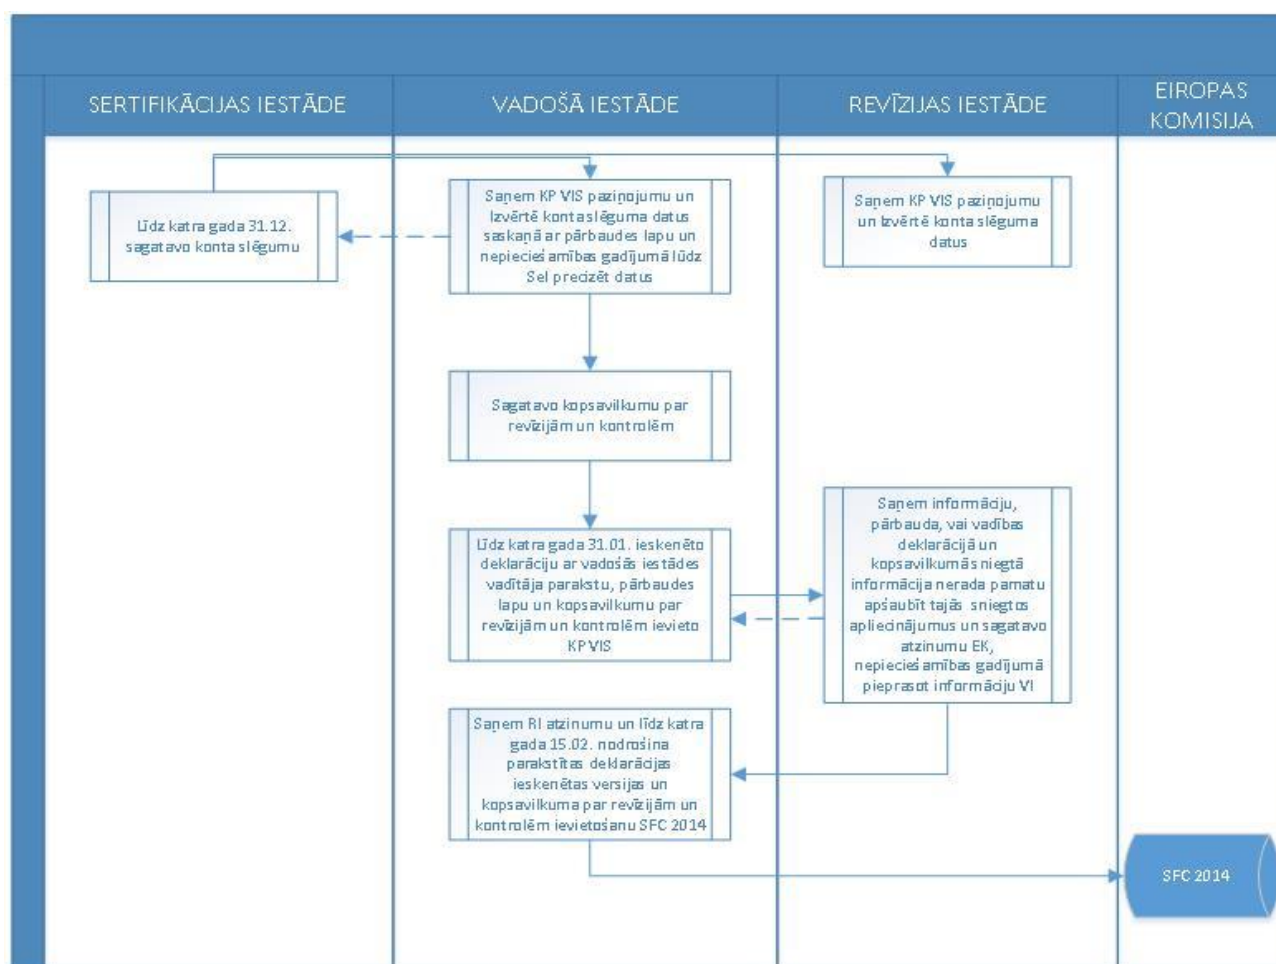 SERTIFIKĀCIJAS IESTĀDE
VADOŠĀ IESTĀDE
REVĪZIJAS IESTĀDE
EIROPAS
KOMISIJA
Līdz katra gada 31.12.
sagatavo konta slēgumu
Saņem KP VIS paziņojumu un
Izvērtē konta slēguma datus
saskaņā ar pārbaudes lapu un
nepieciešamības gadījumā lūdz
SeI precizēt datus
Saņem KP VIS paziņojumu
un Izvērtē konta slēguma
datus
Sagatavo kopsavilkumu par
revīzijām un kontrolēm
Līdz katra gada 31.01. ieskenēto
deklarāciju ar vadošās iestādes
vadītāja parakstu, pārbaudes
lapu un kopsavilkumu par
revīzijām un kontrolēm ievieto
KP VIS
Saņem informāciju,
pārbauda, vai vadības
deklarācijā un
kopsavilkumās niegtā
informācija nerada pamatu
apšaubīt tajās sniegtos
apliecinājumus un sagatavo
atzinumu EK,
nepieciešamības gadījumā
pieprasot informāciju VI
Saņem RI atzinumu un līdz katra
gada 15.02. nodrošina
parakstītas deklarācijas
ieskenētas versijas un
kopsavilkuma par revīzijām un
kontrolēm ievietošanu SFC 2014
SFC 2014